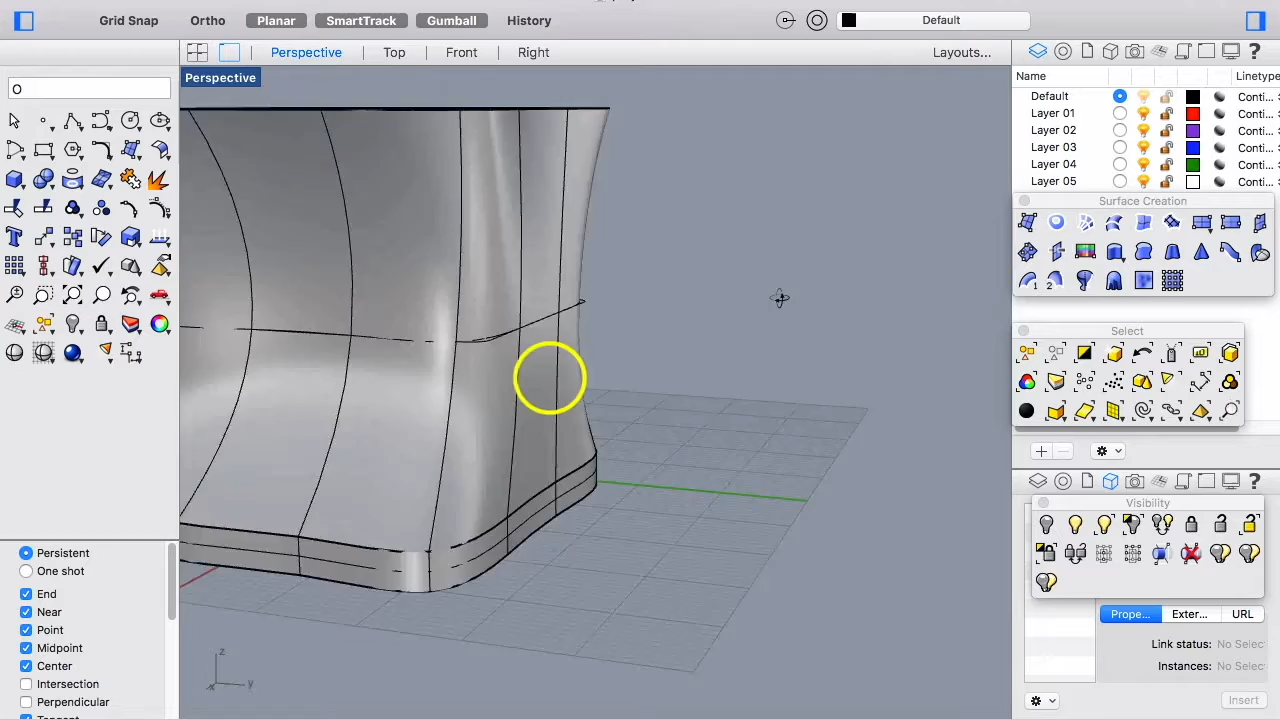 Grid Snap Ortho Planar SmartTrack Gumball History Default
Perspective Top Front Right Layouts...
Perspective
O
Name Linetype
Default Conti...
Layer 01 Conti...
Layer 02 Conti...
Layer 03 Conti...
Layer 04 Conti...
Layer 05 Conti...
Surface Creation
1 2
Select
Visibility
Persistent
One shot
End
Near
Point
Midpoint
Center
Intersection
Perpendicular
Prope... Exter... URL
Link status: No Selec
Instances: No Selec
Insert
z
x y